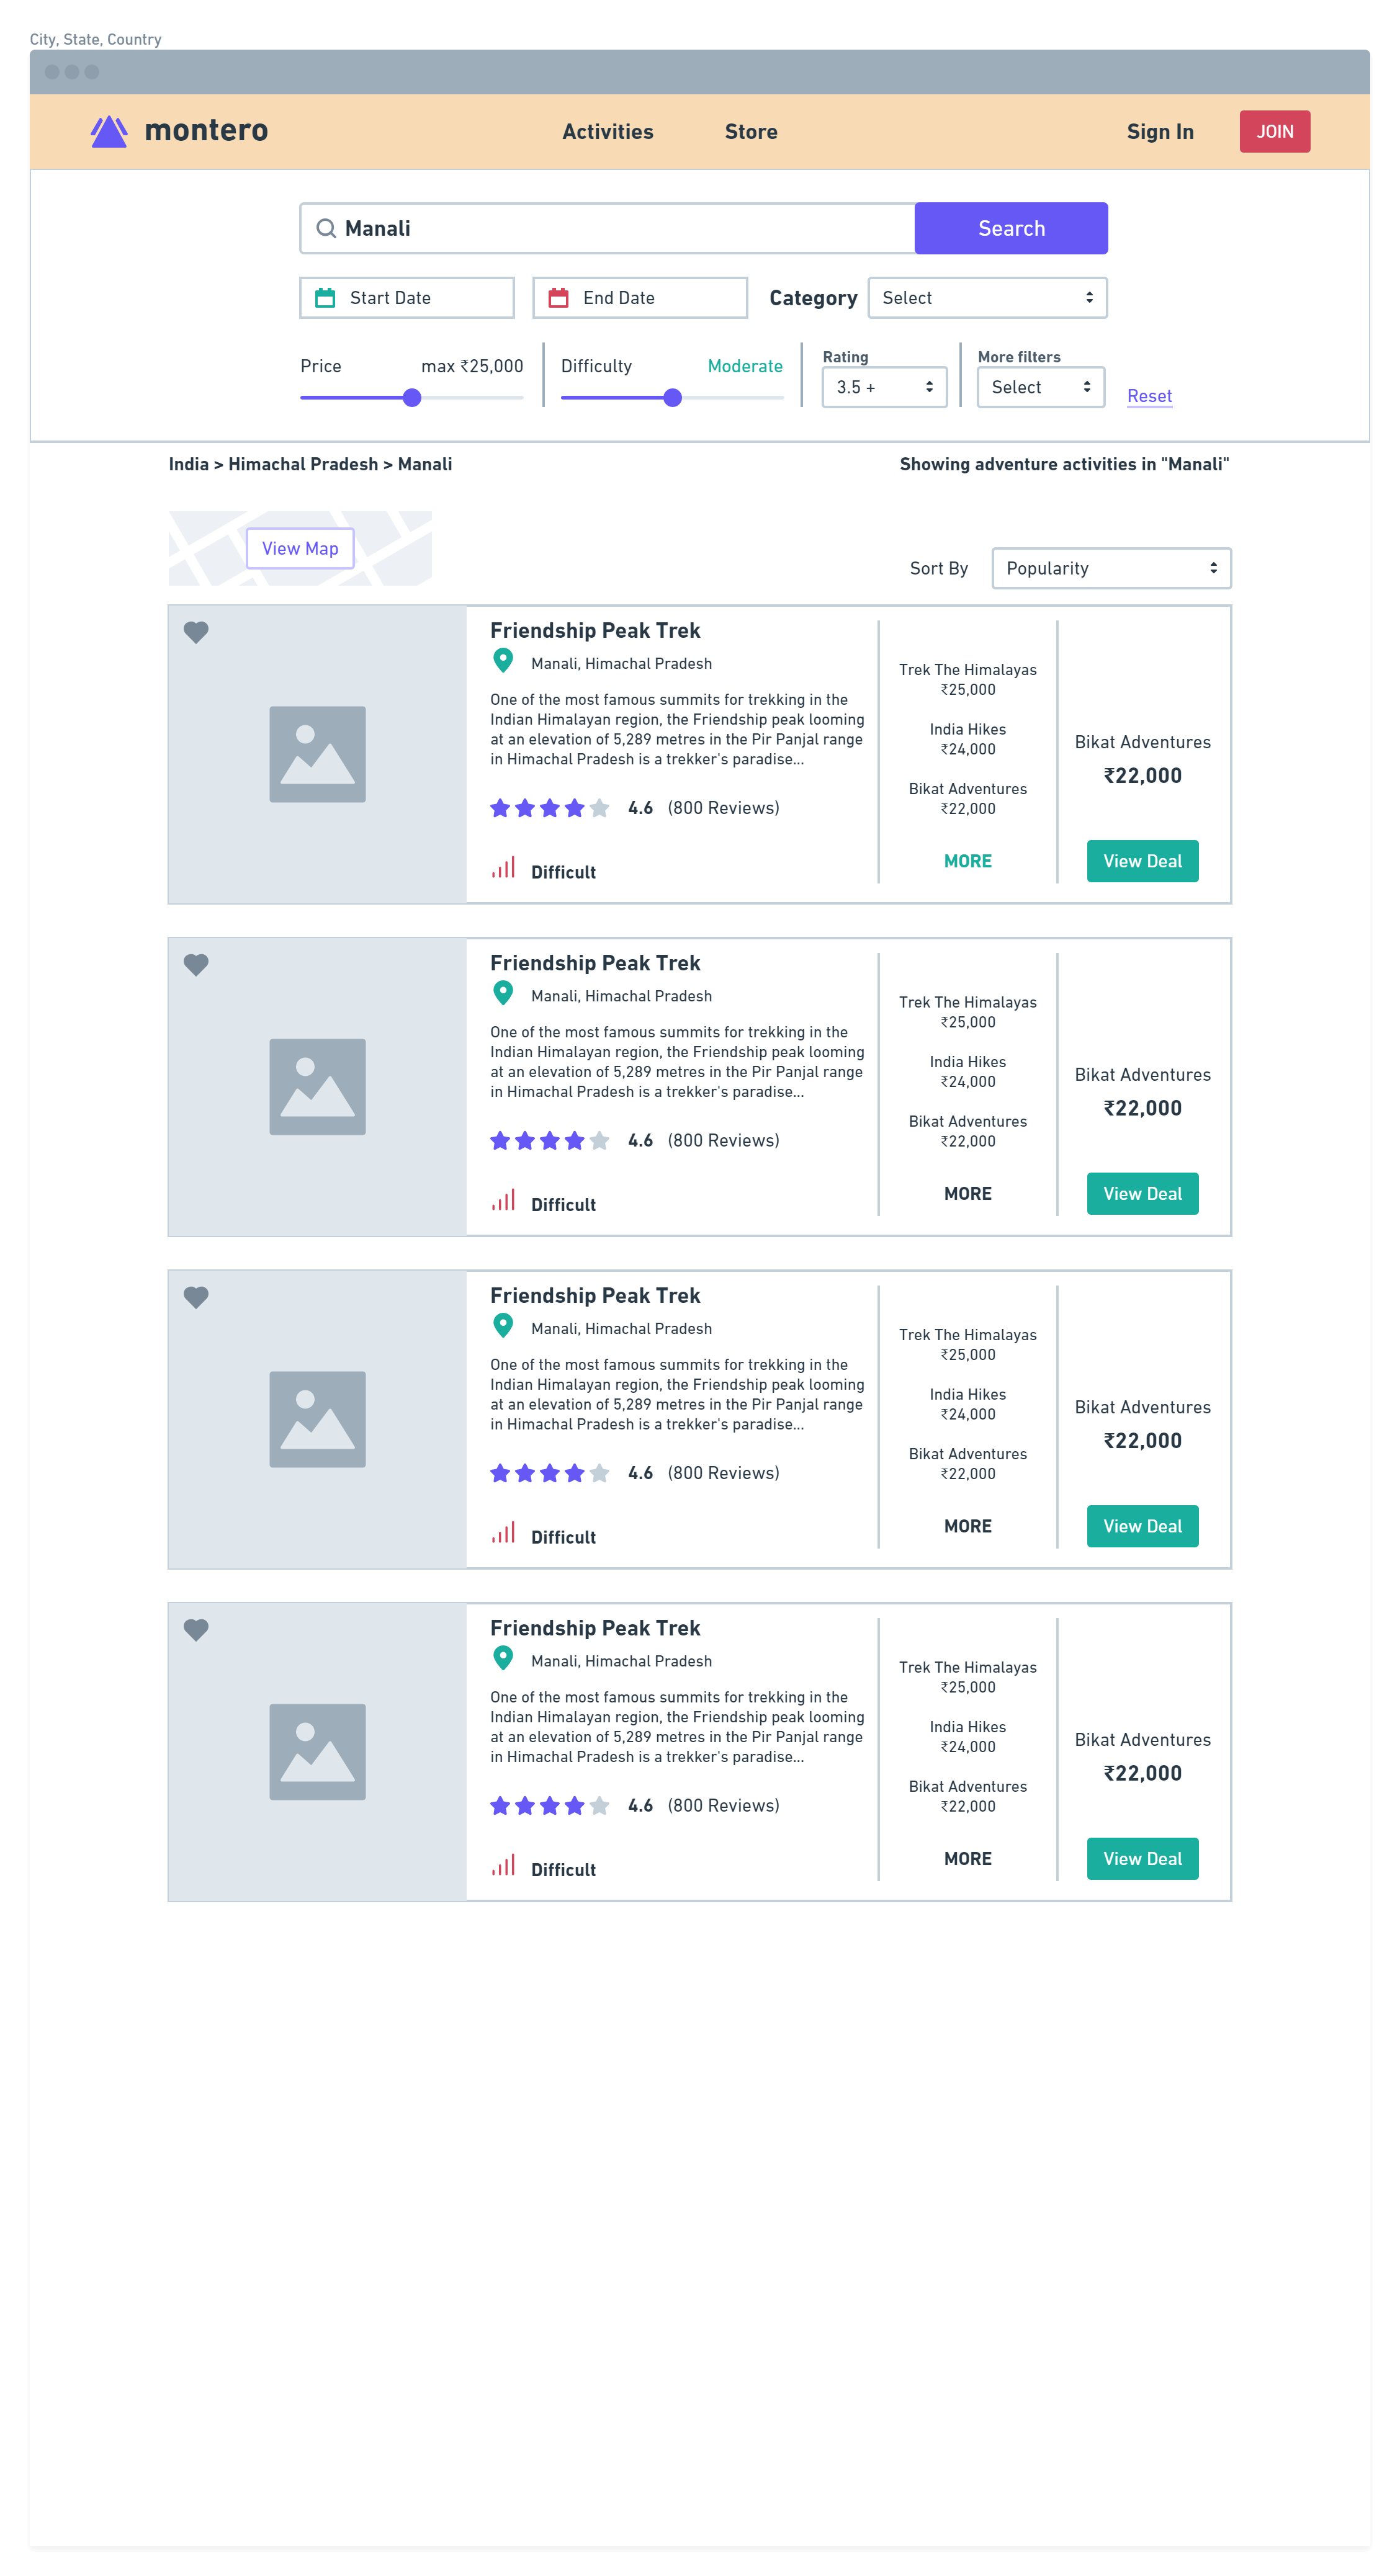 City, State, Country
montero
Activities
Store
Sign In
JOIN
Manali
Search
Start Date
End Date
Category
Select
Price
max ₹25,000
Difficulty
Moderate
Rating
3.5 +
More filters
Select
Reset
India > Himachal Pradesh > Manali
Showing adventure activities in "Manali"
View Map
Sort By
Popularity
Friendship Peak Trek
Manali, Himachal Pradesh
One of the most famous summits for trekking in the
Indian Himalayan region, the Friendship peak looming
at an elevation of 5,289 metres in the Pir Panjal range
in Himachal Pradesh is a trekker's paradise...
4.6 (800 Reviews)
Difficult
Trek The Himalayas
₹25,000
India Hikes
₹24,000
Bikat Adventures
₹22,000
MORE
Bikat Adventures
₹22,000
View Deal
Friendship Peak Trek
Manali, Himachal Pradesh
One of the most famous summits for trekking in the
Indian Himalayan region, the Friendship peak looming
at an elevation of 5,289 metres in the Pir Panjal range
in Himachal Pradesh is a trekker's paradise...
4.6 (800 Reviews)
Difficult
Trek The Himalayas
₹25,000
India Hikes
₹24,000
Bikat Adventures
₹22,000
MORE
Bikat Adventures
₹22,000
View Deal
Friendship Peak Trek
Manali, Himachal Pradesh
One of the most famous summits for trekking in the
Indian Himalayan region, the Friendship peak looming
at an elevation of 5,289 metres in the Pir Panjal range
in Himachal Pradesh is a trekker's paradise...
4.6 (800 Reviews)
Difficult
Trek The Himalayas
₹25,000
India Hikes
₹24,000
Bikat Adventures
₹22,000
MORE
Bikat Adventures
₹22,000
View Deal
Friendship Peak Trek
Manali, Himachal Pradesh
One of the most famous summits for trekking in the
Indian Himalayan region, the Friendship peak looming
at an elevation of 5,289 metres in the Pir Panjal range
in Himachal Pradesh is a trekker's paradise...
4.6 (800 Reviews)
Difficult
Trek The Himalayas
₹25,000
India Hikes
₹24,000
Bikat Adventures
₹22,000
MORE
Bikat Adventures
₹22,000
View Deal